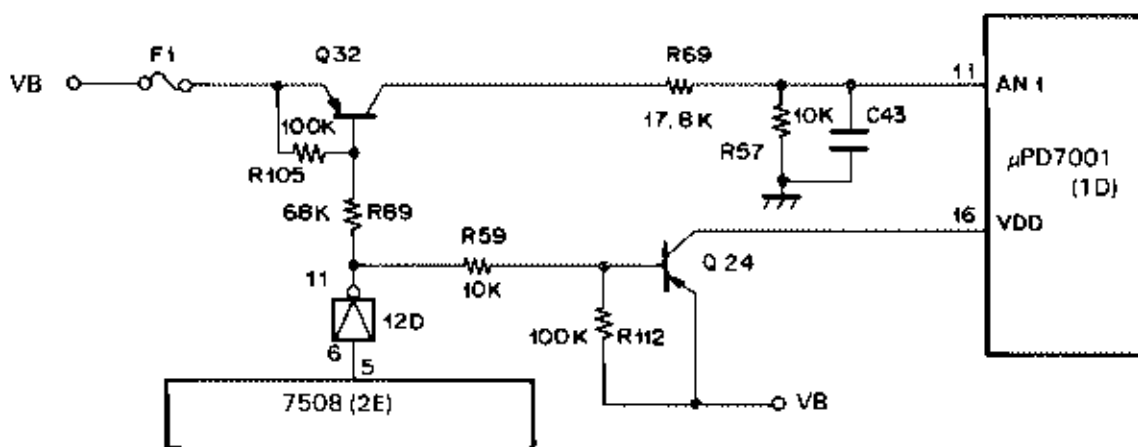 F1
Q32
R69
VB
11
AN 1
100K
17.8K
10K
C43
R105
R57
μPD7001
(1D)
68K
R89
R59
16
VDD
Q 24
11
10K
12D
100K
R112
6
5
VB
7508 (2E)